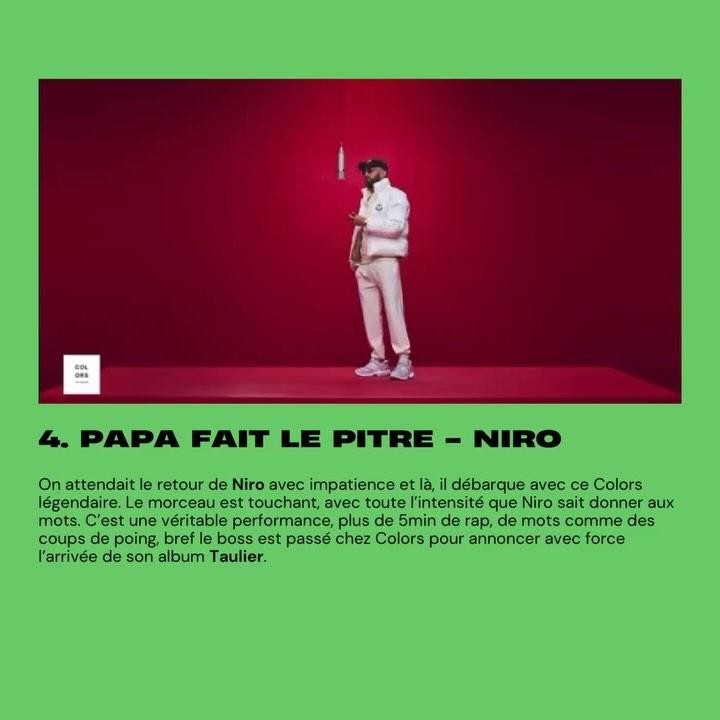 COL
ORS
4. PAPA FAIT LE PITRE – NIRO
On attendait le retour de Niro avec impatience et là, il débarque avec ce Colors
légendaire. Le morceau est touchant, avec toute l'intensité que Niro sait donner aux
mots. C'est une véritable performance, plus de 5min de rap, de mots comme des
coups de poing, bref le boss est passé chez Colors pour annoncer avec force
l'arrivée de son album Taulier.